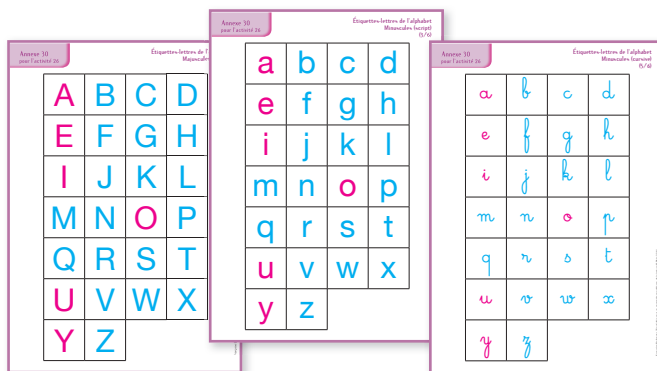 Annexe 30
pour l'activité 26
Étiquettes-lettres de l'
Majuscules
A B C D
E F G H
I J K L
M N O P
Q R S T
U V W X
Y Z
Annexe 30
pour l'activité 26
Étiquettes-lettres de l'alphabet
Minuscules (script)
(3/6)
a b c d
e f g h
i j k l
m n o p
q r s t
u v w x
y z
Annexe 30
pour l'activité 26
Étiquettes-lettres de l'alphabet
Minuscules (cursive)
(5/6)
a b c d
e f g h
i j k l
m n o p
q r s t
u v w x
y z